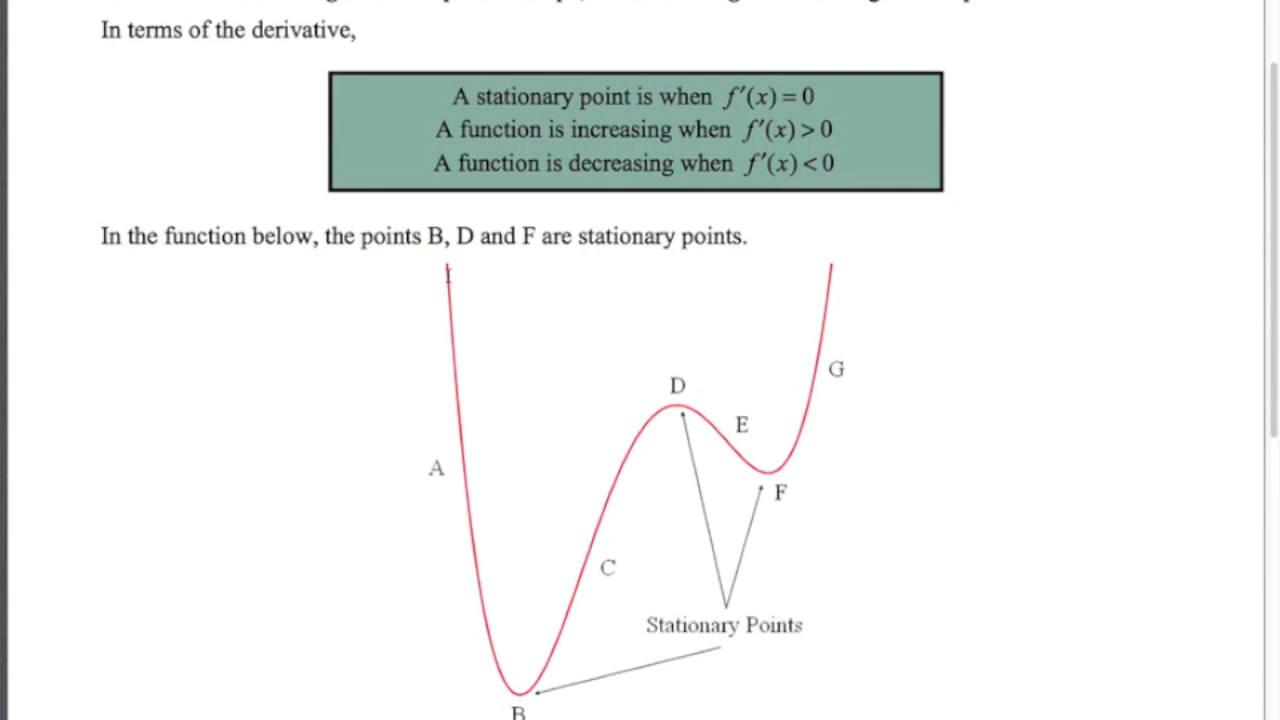 In terms of the derivative,
A stationary point is when f′(x) = 0
A function is increasing when f′(x) > 0
A function is decreasing when f′(x) < 0
In the function below, the points B, D and F are stationary points.
G
D
E
A
F
C
Stationary Points
B